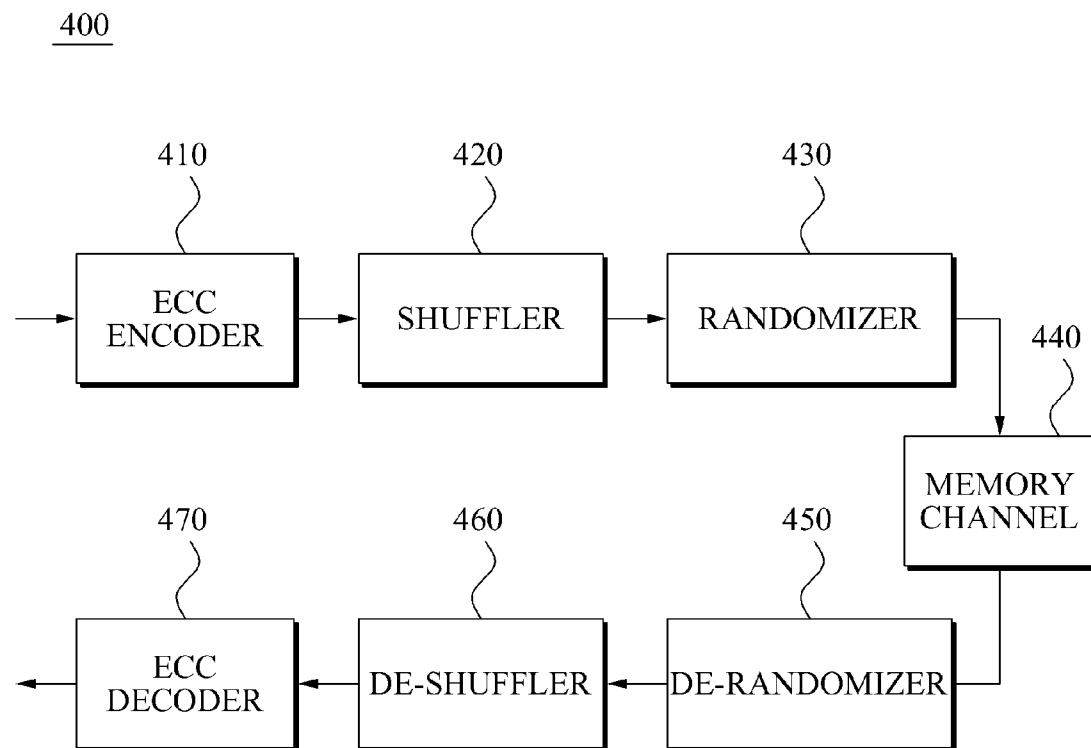 400
410
420
430
ECC
ENCODER
SHUFFLER
RANDOMIZER
440
MEMORY
CHANNEL
470
460
450
ECC
DECODER
DE-SHUFFLER
DE-RANDOMIZER